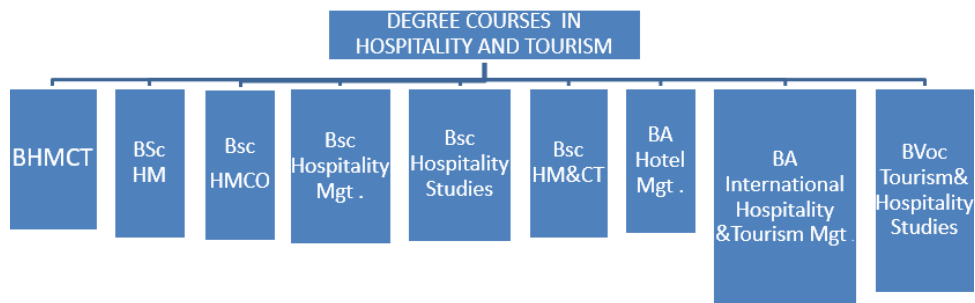 DEGREE COURSES IN
HOSPITALITY AND TOURISM
BHMCT
BSc
HM
Bsc
HMCO
Bsc
Hospitality
Mgt .
Bsc
Hospitality
Studies
Bsc
HM&CT
BA
Hotel
Mgt .
BA
International
Hospitality
&Tourism Mgt .
BVoc
Tourism&
Hospitality
Studies